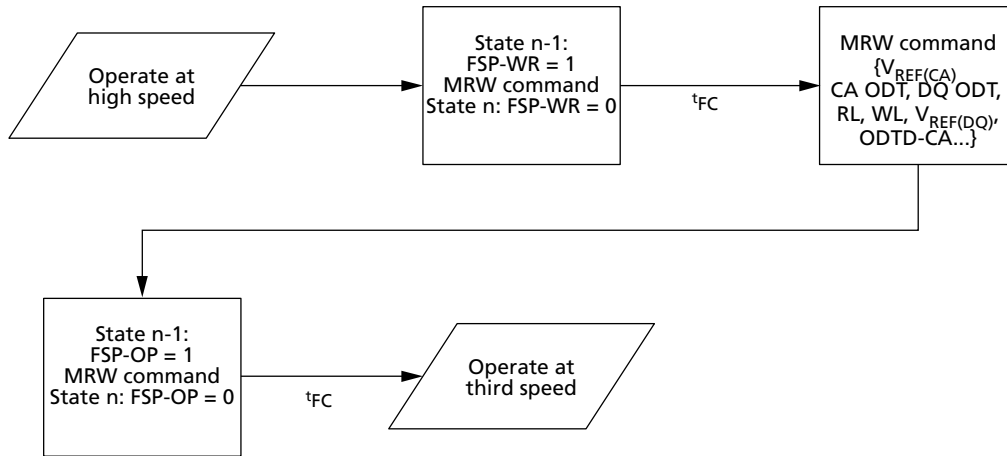 Operate at
high speed
State n-1:
FSP-WR = 1
MRW command
State n: FSP-WR = 0
tFC
MRW command
{VREF(CA)
CA ODT, DQ ODT,
RL, WL, VREF(DQ),
ODTD-CA...}
State n-1:
FSP-OP = 1
MRW command
State n: FSP-OP = 0
tFC
Operate at
third speed